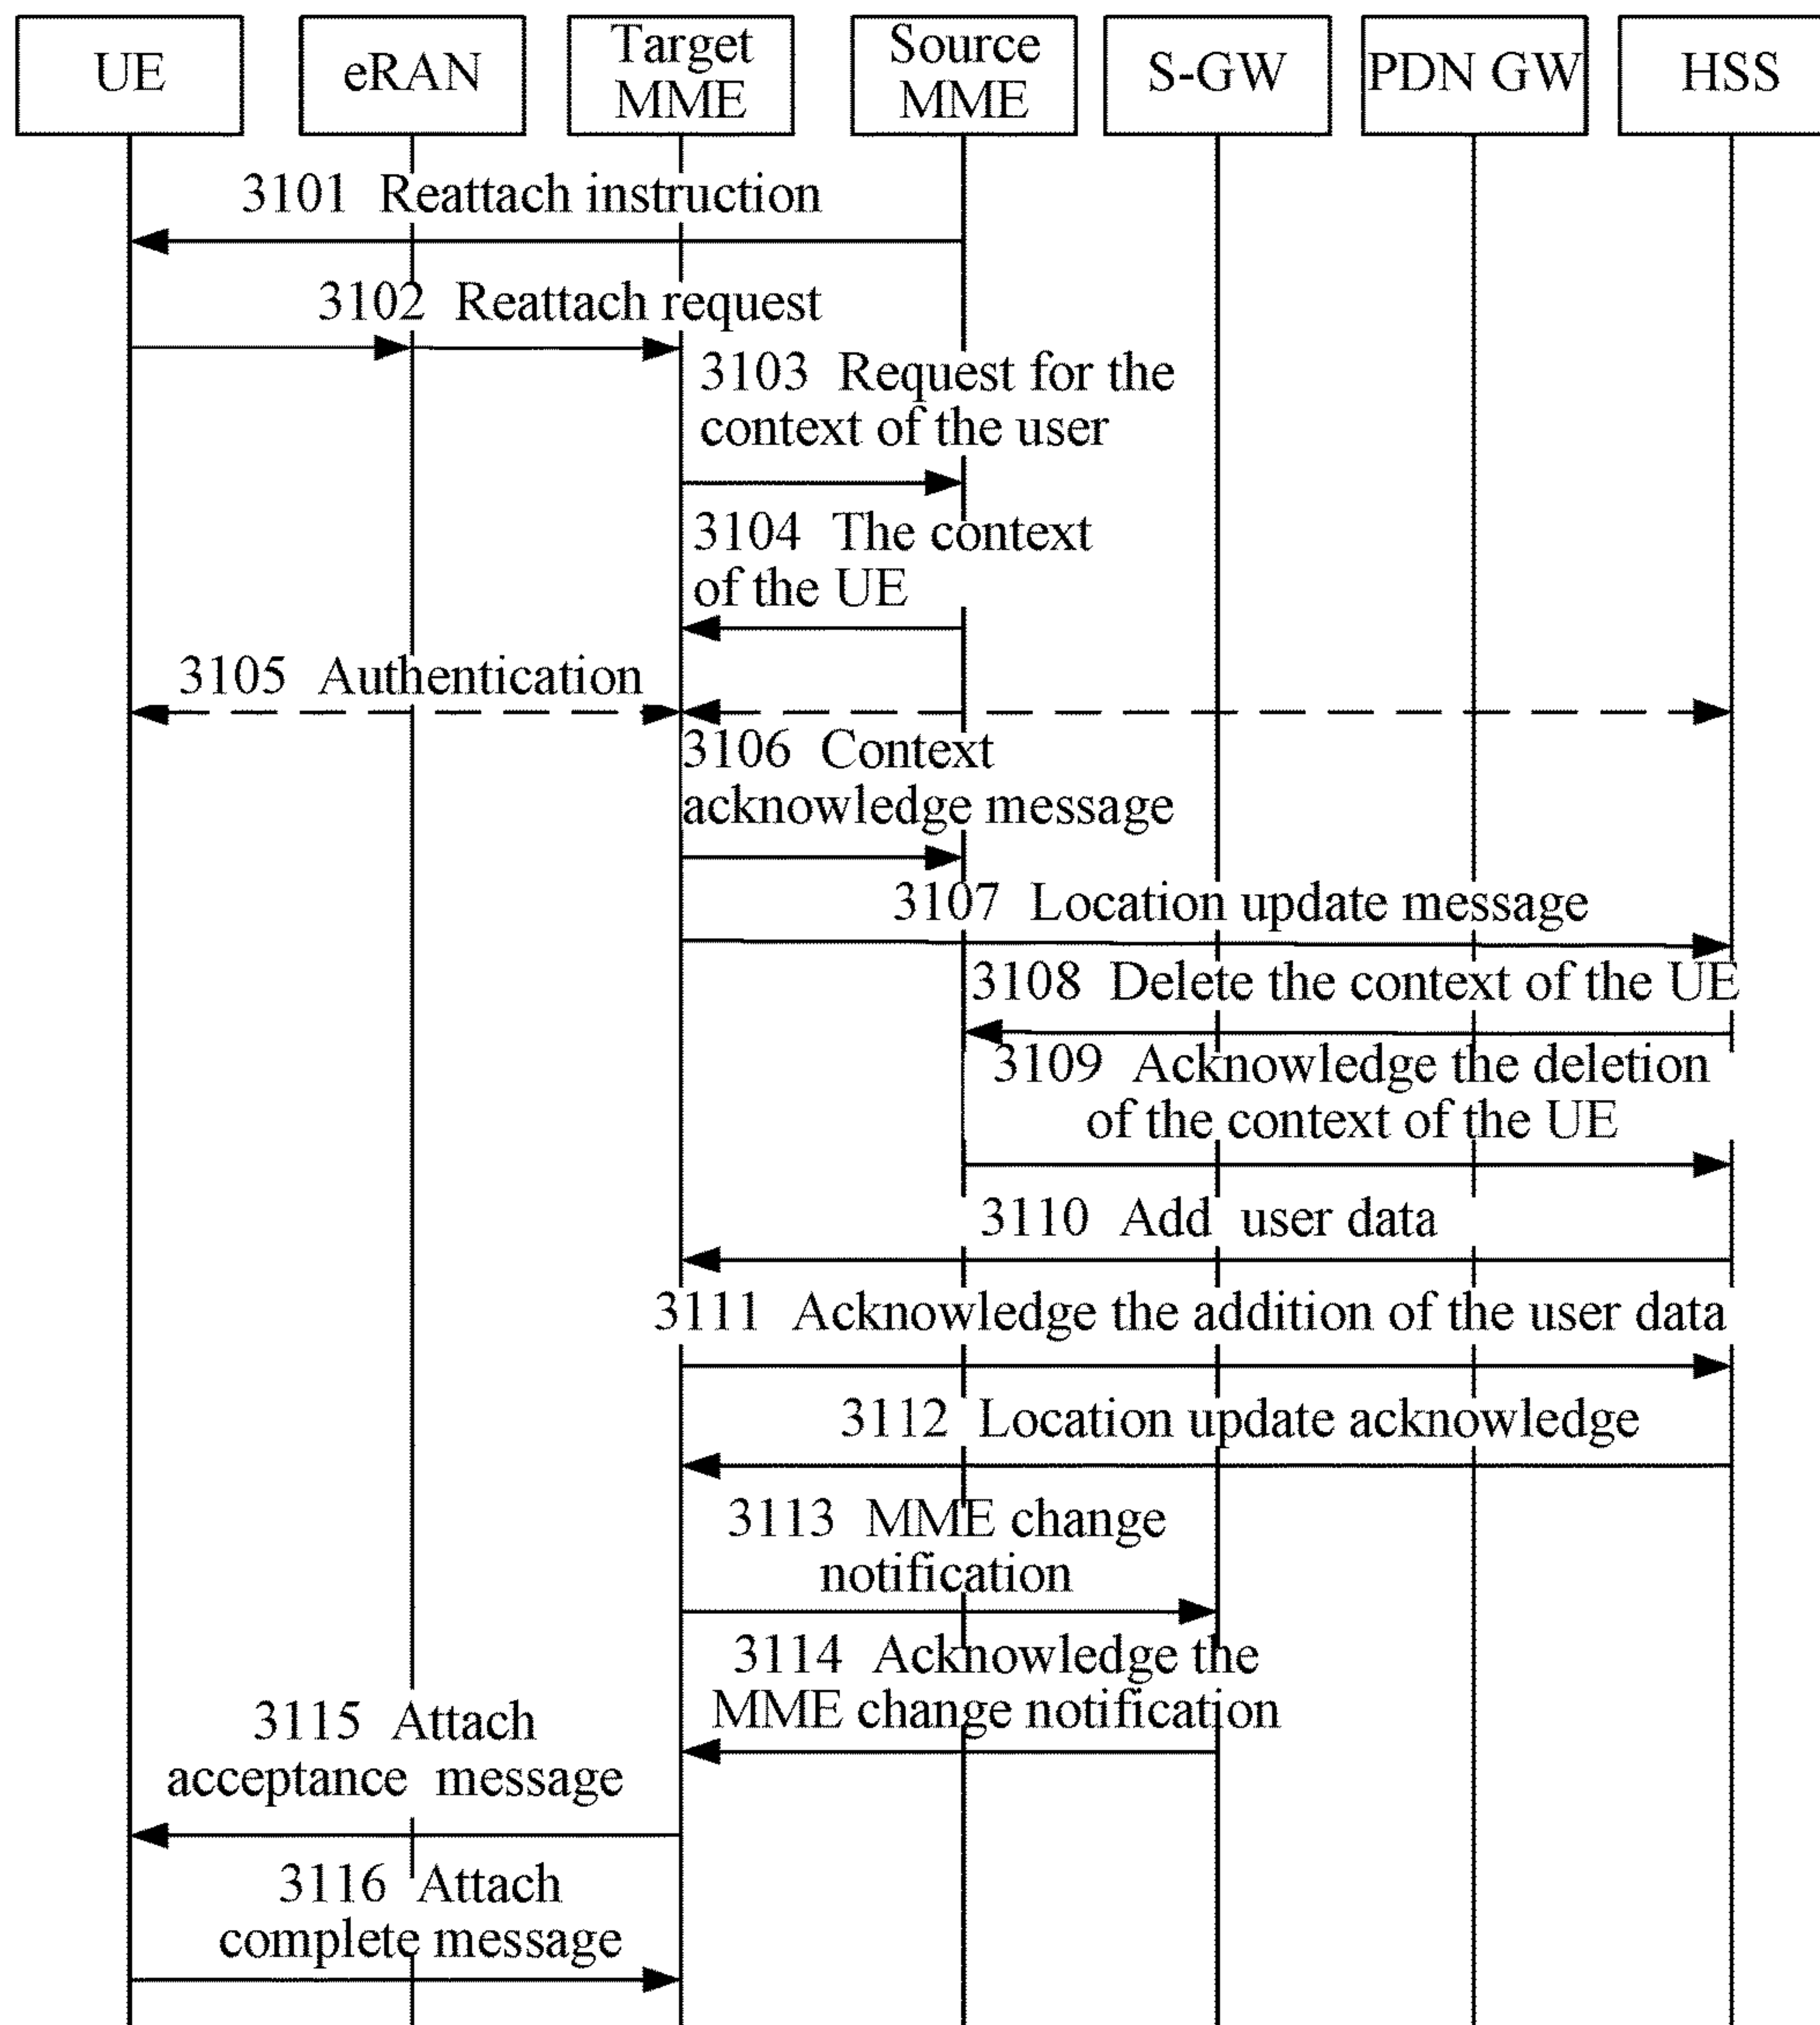 UE
eRAN
Target
MME
Source
MME
S-GW
PDN GW
HSS
3101 Reattach instruction
3102 Reattach request
3103 Request for the
context of the user
3104 The context
of the UE
3105 Authentication
3106 Context
acknowledge message
3107 Location update message
3108 Delete the context of the UE
3109 Acknowledge the deletion
of the context of the UE
3110 Add user data
3111 Acknowledge the addition of the user data
3112 Location update acknowledge
3113 MME change
notification
3114 Acknowledge the
MME change notification
3115 Attach
acceptance message
3116 Attach
complete message